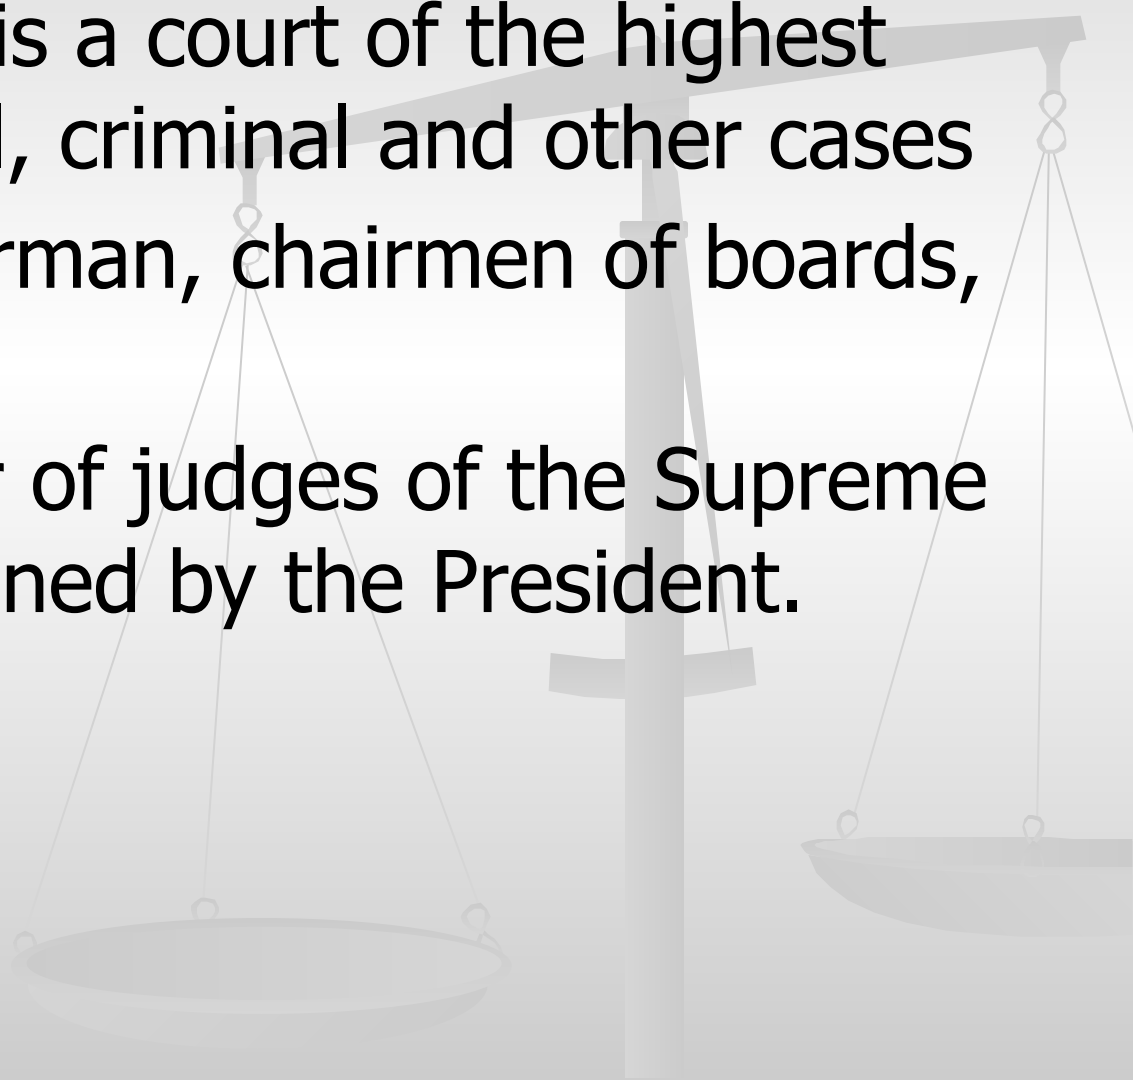 is a court of the highest
, criminal and other cases
rman, chairmen of boards,
of judges of the Supreme
ned by the President.